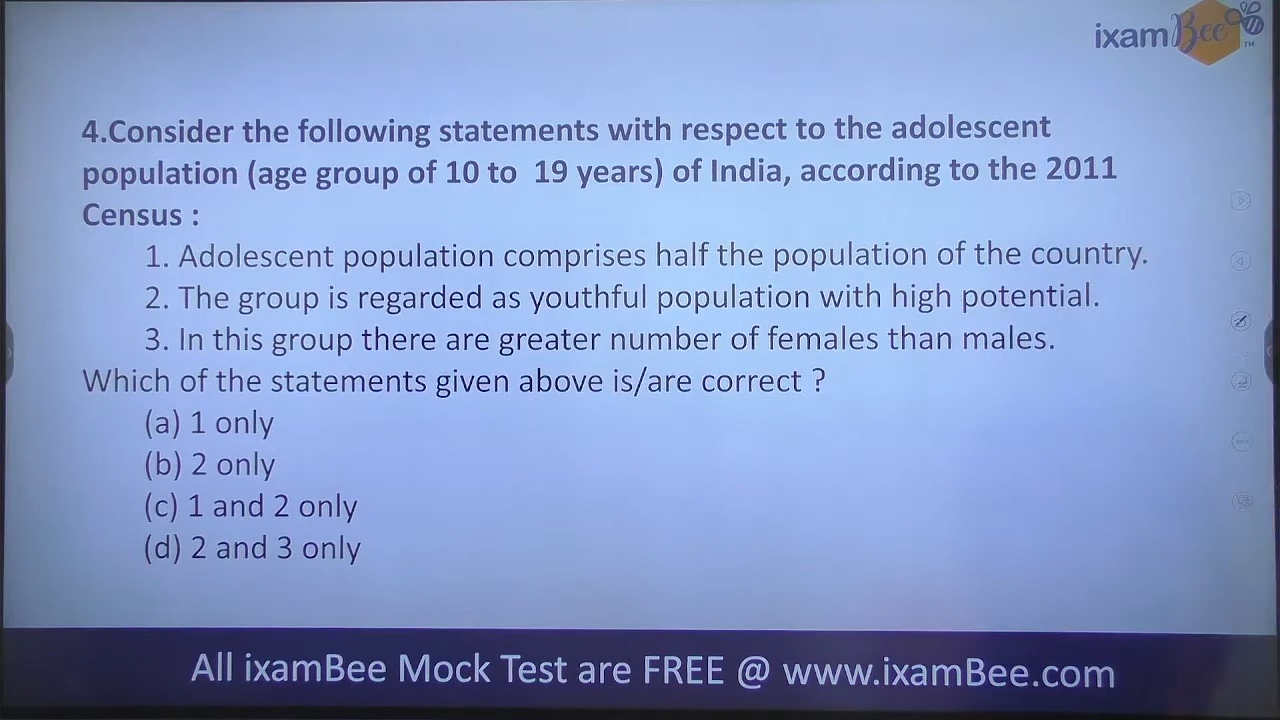 ixamBee™
4.Consider the following statements with respect to the adolescent
population (age group of 10 to 19 years) of India, according to the 2011
Census :
1. Adolescent population comprises half the population of the country.
2. The group is regarded as youthful population with high potential.
3. In this group there are greater number of females than males.
Which of the statements given above is/are correct ?
(a) 1 only
(b) 2 only
(c) 1 and 2 only
(d) 2 and 3 only
All ixamBee Mock Test are FREE @ www.ixamBee.com